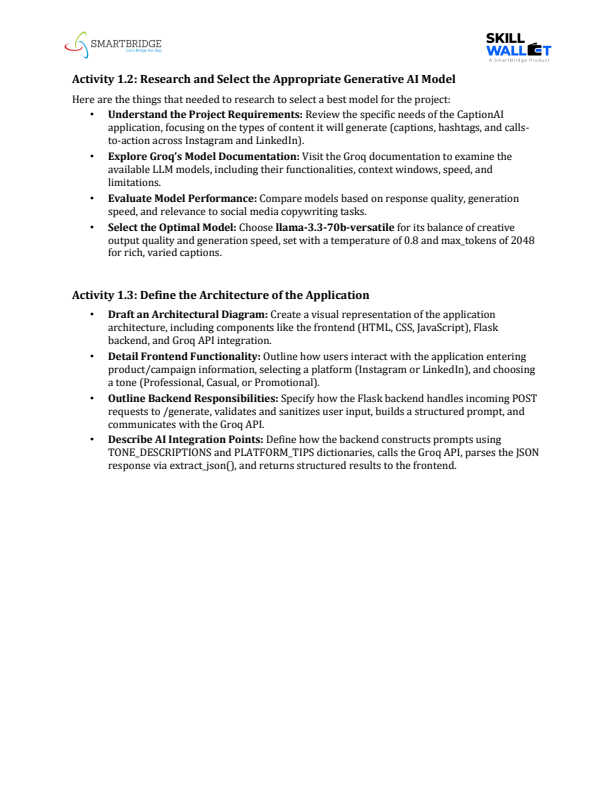 SMARTBRIDGE
Let's Bridge the Gap
SKILL
WALLET
A SmartBridge Product
Activity 1.2: Research and Select the Appropriate Generative AI Model
Here are the things that needed to research to select a best model for the project:
• Understand the Project Requirements: Review the specific needs of the CaptionAI
application, focusing on the types of content it will generate (captions, hashtags, and calls-
to-action across Instagram and LinkedIn).
• Explore Groq's Model Documentation: Visit the Groq documentation to examine the
available LLM models, including their functionalities, context windows, speed, and
limitations.
• Evaluate Model Performance: Compare models based on response quality, generation
speed, and relevance to social media copywriting tasks.
• Select the Optimal Model: Choose llama-3.3-70b-versatile for its balance of creative
output quality and generation speed, set with a temperature of 0.8 and max_tokens of 2048
for rich, varied captions.
Activity 1.3: Define the Architecture of the Application
• Draft an Architectural Diagram: Create a visual representation of the application
architecture, including components like the frontend (HTML, CSS, JavaScript), Flask
backend, and Groq API integration.
• Detail Frontend Functionality: Outline how users interact with the application entering
product/campaign information, selecting a platform (Instagram or LinkedIn), and choosing
a tone (Professional, Casual, or Promotional).
• Outline Backend Responsibilities: Specify how the Flask backend handles incoming POST
requests to /generate, validates and sanitizes user input, builds a structured prompt, and
communicates with the Groq API.
• Describe AI Integration Points: Define how the backend constructs prompts using
TONE_DESCRIPTIONS and PLATFORM_TIPS dictionaries, calls the Groq API, parses the JSON
response via extract_json(), and returns structured results to the frontend.